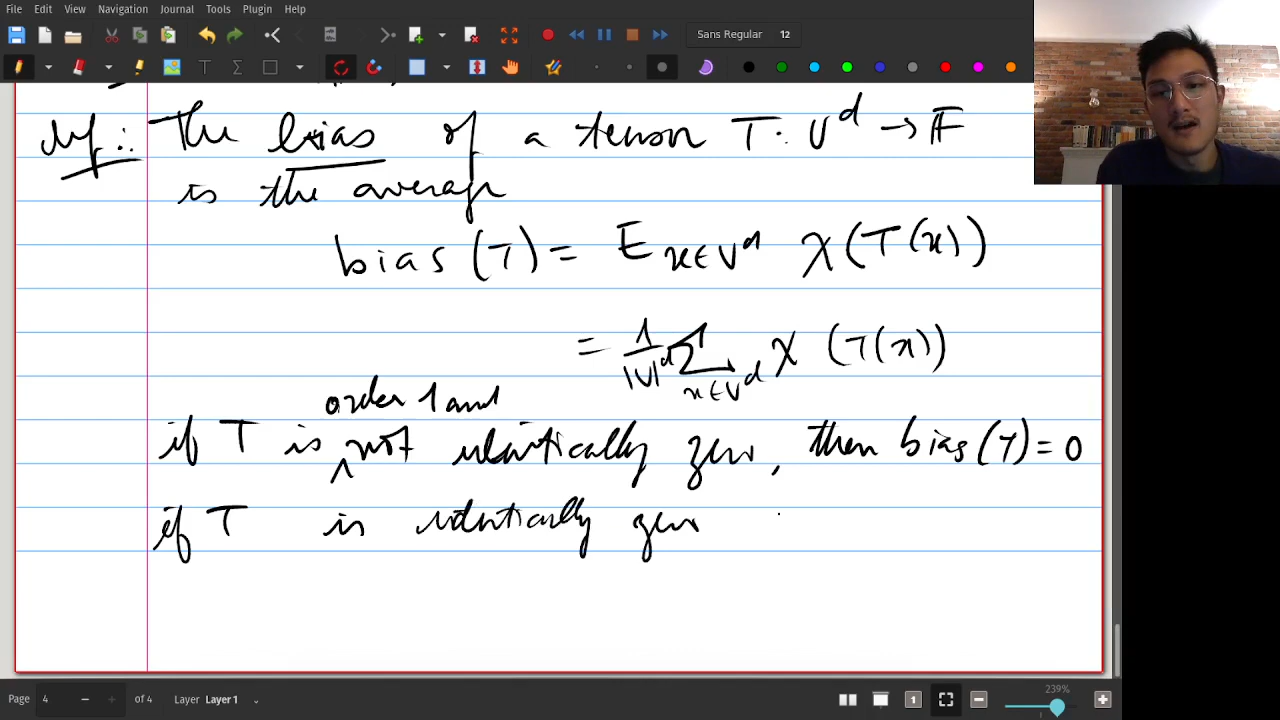 File Edit View Navigation Journal Tools Plugin Help
Sans Regular 12
Def: The bias of a tensor T: V^d → 𝔽
is the average
bias (T) = E_{x∈V^d} χ(T(x))
= 1/|V|^d Σ_{x∈V^d} χ (T(x))
order 1 and
if T is ∧ not identically zero, then bias(T) = 0
if T is identically zero
Page 4 of 4 Layer Layer 1
1
239%